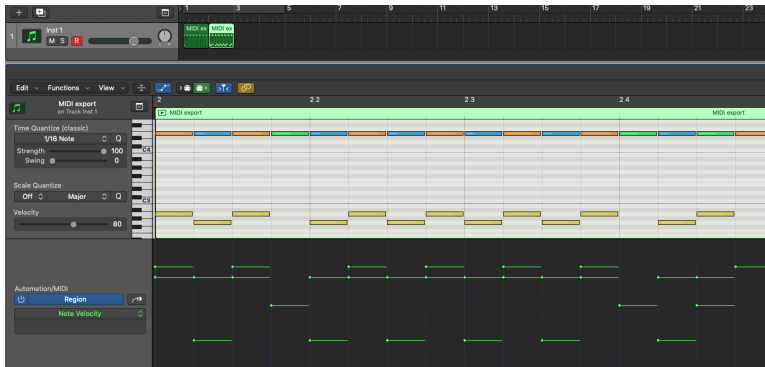 1 3 5 7 9 11 13 15 17 19 21 23
1 Inst 1
M S R
MIDI ex MIDI ex
Edit Functions View
2 2 2 2 3 2 4
MIDI export
on Track Inst 1
MIDI export MIDI export
Time Quantize (classic)
1/16 Note Q
Strength 100
Swing 0
C4
Scale Quantize
Off Major Q
C3
Velocity
80
Automation/MIDI
Region
Note Velocity